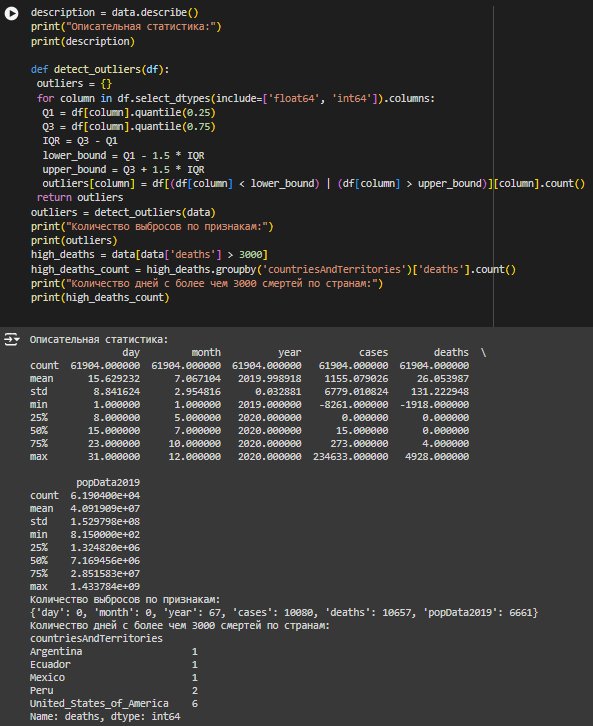 description = data.describe()
print("Описательная статистика:")
print(description)

def detect_outliers(df):
 outliers = {}
 for column in df.select_dtypes(include=['float64', 'int64']).columns:
  Q1 = df[column].quantile(0.25)
  Q3 = df[column].quantile(0.75)
  IQR = Q3 - Q1
  lower_bound = Q1 - 1.5 * IQR
  upper_bound = Q3 + 1.5 * IQR
  outliers[column] = df[(df[column] < lower_bound) | (df[column] > upper_bound)][column].count()
 return outliers
outliers = detect_outliers(data)
print("Количество выбросов по признакам:")
print(outliers)
high_deaths = data[data['deaths'] > 3000]
high_deaths_count = high_deaths.groupby('countriesAndTerritories')['deaths'].count()
print("Количество дней с более чем 3000 смертей по странам:")
print(high_deaths_count)

Описательная статистика:
               day         month          year          cases        deaths  \
count  61904.000000  61904.000000  61904.000000   61904.000000  61904.000000
mean      15.629232      7.067104   2019.998918    1155.079026     26.053987
std        8.841624      2.954816      0.032881    6779.010824    131.222948
min        1.000000      1.000000   2019.000000   -8261.000000  -1918.000000
25%        8.000000      5.000000   2020.000000       0.000000      0.000000
50%       15.000000      7.000000   2020.000000      15.000000      0.000000
75%       23.000000     10.000000   2020.000000     273.000000      4.000000
max       31.000000     12.000000   2020.000000  234633.000000   4928.000000

        popData2019
count  6.190400e+04
mean   4.091909e+07
std    1.529798e+08
min    8.150000e+02
25%    1.324820e+06
50%    7.169456e+06
75%    2.851583e+07
max    1.433784e+09
Количество выбросов по признакам:
{'day': 0, 'month': 0, 'year': 67, 'cases': 10080, 'deaths': 10657, 'popData2019': 6661}
Количество дней с более чем 3000 смертей по странам:
countriesAndTerritories
Argentina                   1
Ecuador                     1
Mexico                      1
Peru                        2
United_States_of_America    6
Name: deaths, dtype: int64